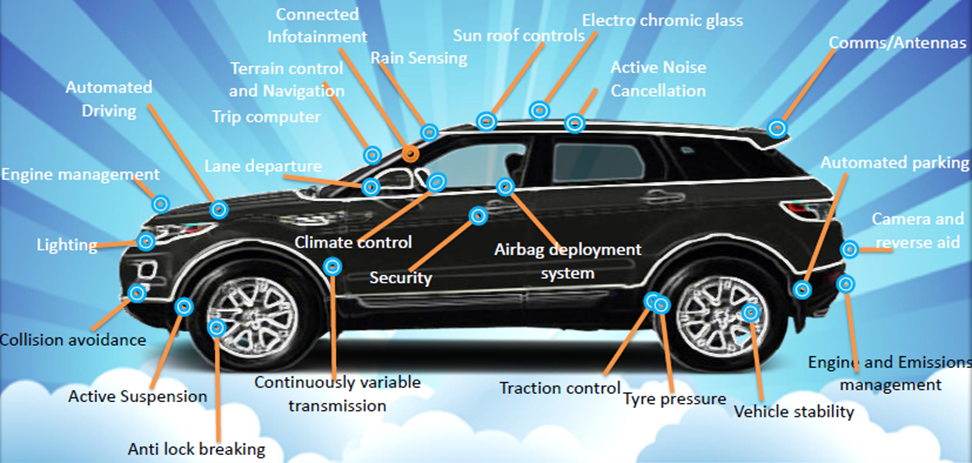 Connected
Infotainment
Electro chromic glass
Sun roof controls
Comms/Antennas
Rain Sensing
Terrain control
and Navigation
Active Noise
Cancellation
Automated
Driving
Trip computer
Lane departure
Automated parking
Engine management
Camera and
reverse aid
Lighting
Climate control
Airbag deployment
system
Security
Collision avoidance
Engine and Emissions
management
Continuously variable
transmission
Traction control
Active Suspension
Tyre pressure
Vehicle stability
Anti lock breaking